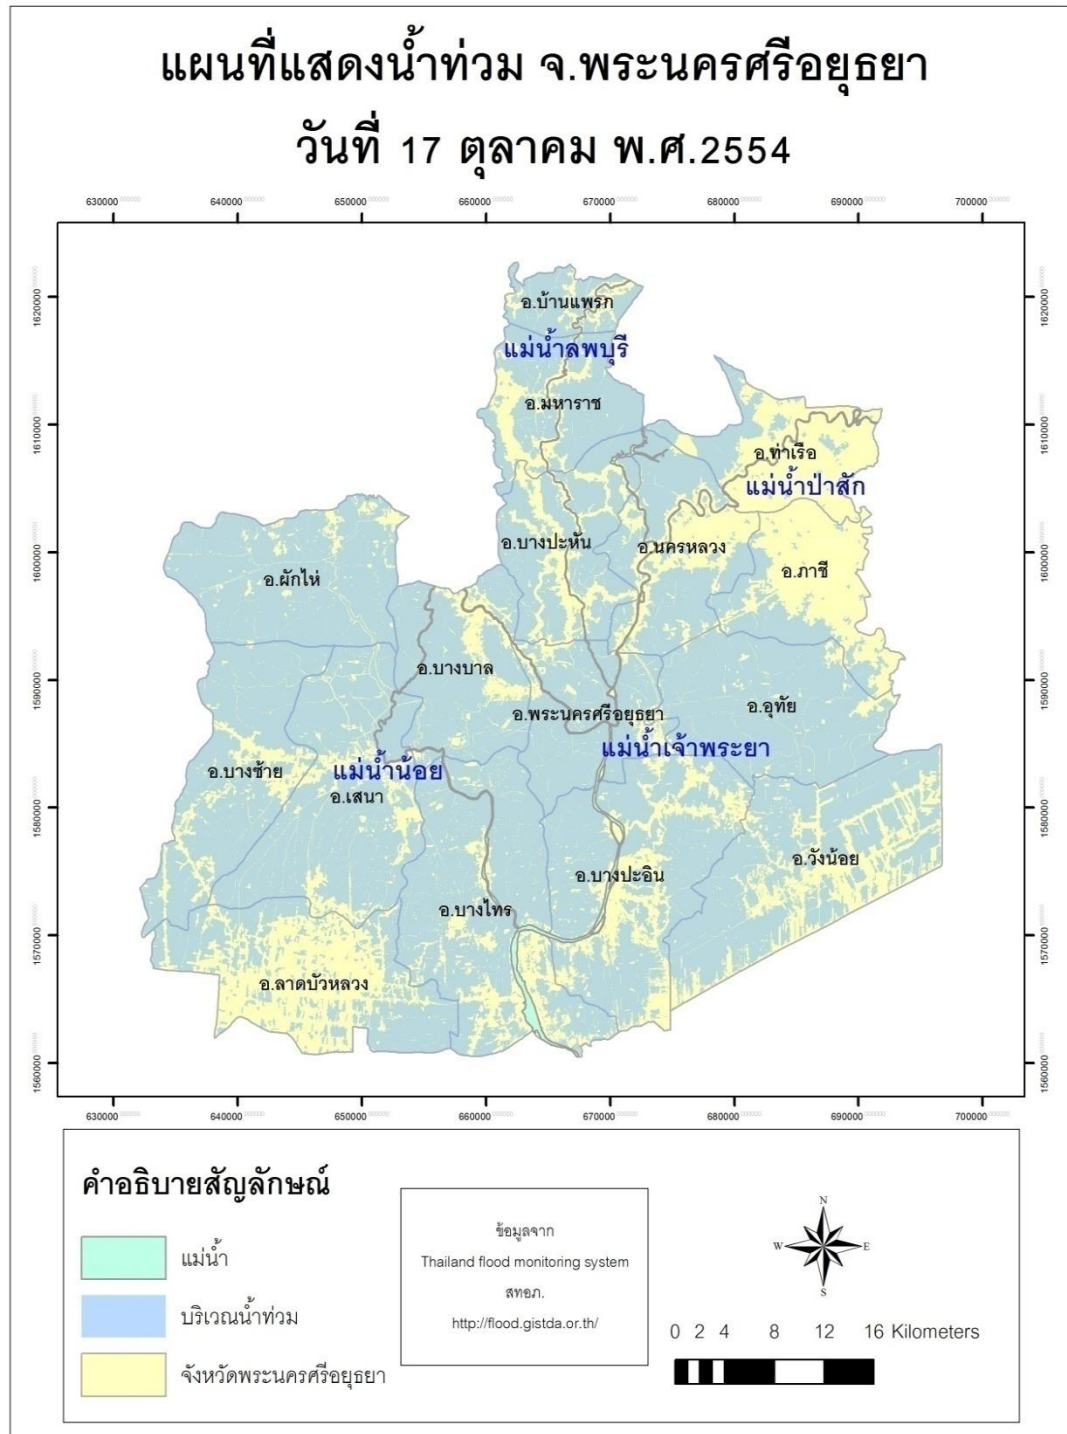 แผนที่แสดงน้ำท่วม จ.พระนครศรีอยุธยา
วันที่ 17 ตุลาคม พ.ศ.2554
630000 640000 650000 660000 670000 680000 690000 700000
1620000 1620000
อ.บ้านแพรก
แม่น้ำลพบุรี
อ.มหาราช
1610000 1610000
อ.ท่าเรือ
แม่น้ำป่าสัก
อ.บางปะหัน
อ.นครหลวง
1600000 1600000
อ.ภาชี
อ.ผักไห่
อ.บางบาล
1590000 1590000
อ.อุทัย
อ.พระนครศรีอยุธยา
แม่น้ำเจ้าพระยา
อ.บางซ้าย
แม่น้ำน้อย
อ.เสนา
1580000 1580000
อ.วังน้อย
อ.บางปะอิน
อ.บางไทร
1570000 1570000
อ.ลาดบัวหลวง
1560000 1560000
630000 640000 650000 660000 670000 680000 690000 700000
คำอธิบายสัญลักษณ์
แม่น้ำ
บริเวณน้ำท่วม
จังหวัดพระนครศรีอยุธยา
ข้อมูลจาก
Thailand flood monitoring system
สทอภ.
http://flood.gistda.or.th/
N
W E
S
0 2 4 8 12 16 Kilometers